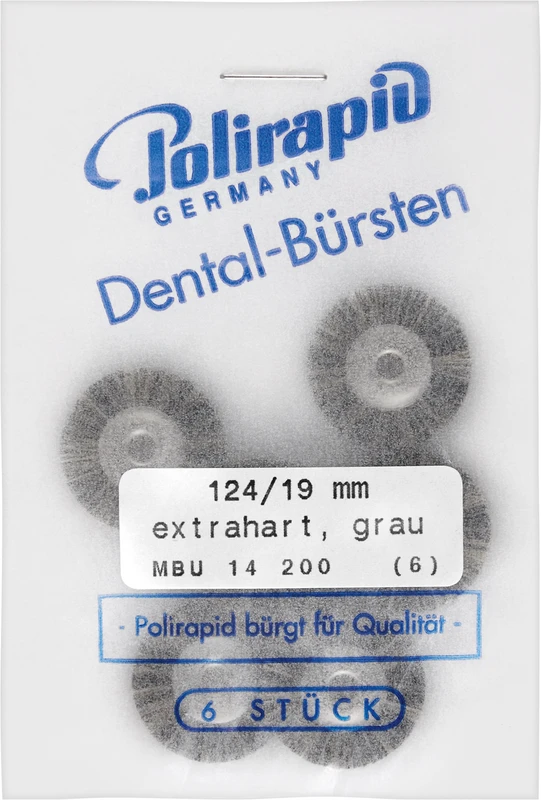 Polirapid
GERMANY
Dental-Bürsten
124/19 mm
extrahart, grau
MBU 14 200 (6)
- Polirapid bürgt für Qualität -
6 STÜCK